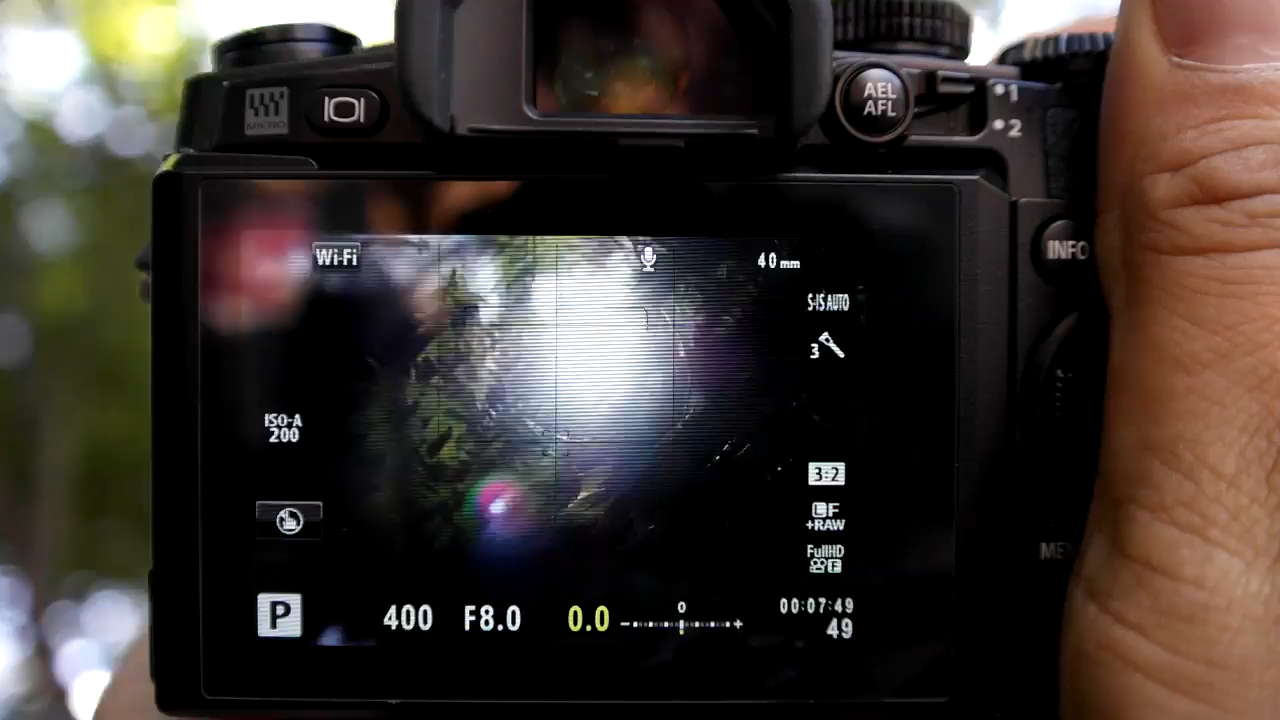 MICRO
AEL
AFL
1
2
INFO
Wi-Fi
40mm
S-IS AUTO
3
ISO-A
200
3:2
F
+RAW
FullHD
F
P
400 F8.0 0.0 − 0 +
00:07:49
49